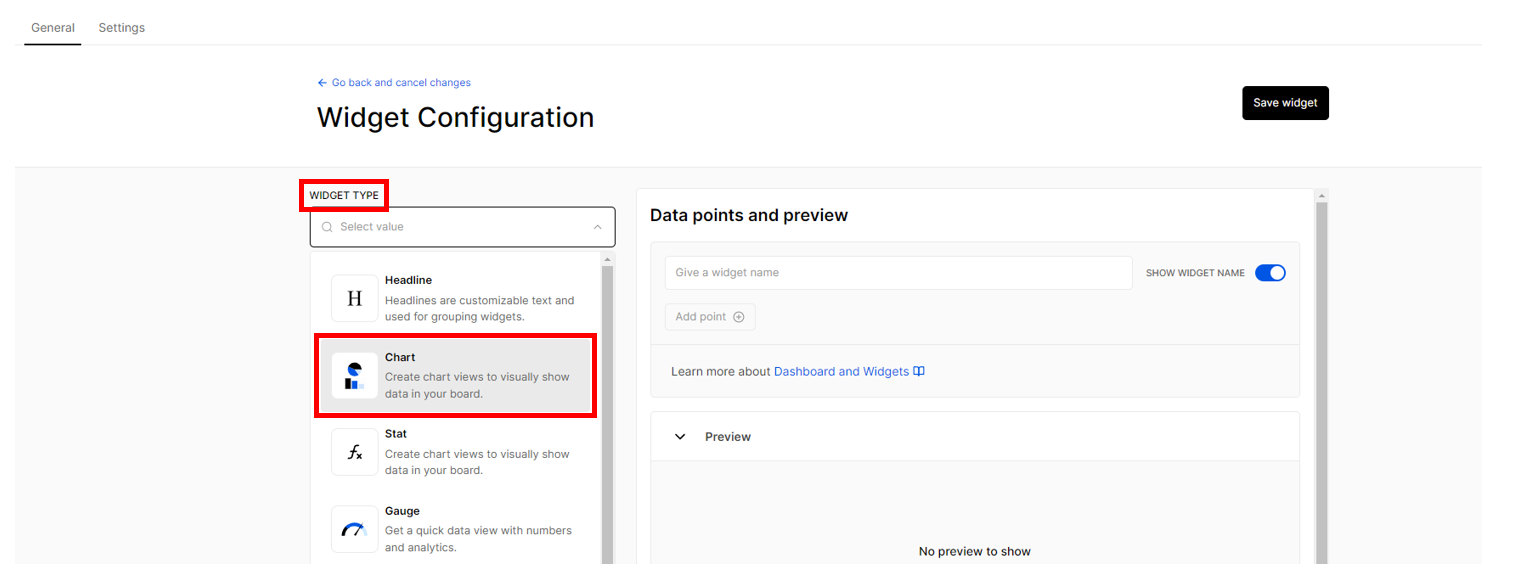 General Settings
Go back and cancel changes
Widget Configuration
Save widget
WIDGET TYPE
Select value
Headline
Headlines are customizable text and
used for grouping widgets.
Chart
Create chart views to visually show
data in your board.
Stat
Create chart views to visually show
data in your board.
Gauge
Get a quick data view with numbers
and analytics.
Data points and preview
Give a widget name
SHOW WIDGET NAME
Add point
Learn more about Dashboard and Widgets
Preview
No preview to show